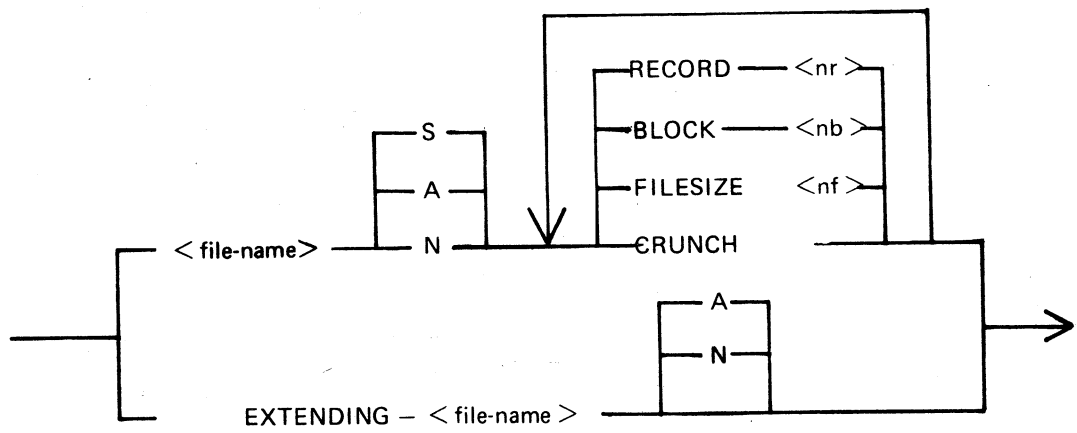 RECORD <nr>
S
BLOCK <nb>
A
FILESIZE <nf>
<file-name> N CRUNCH
A
N
EXTENDING – <file-name>